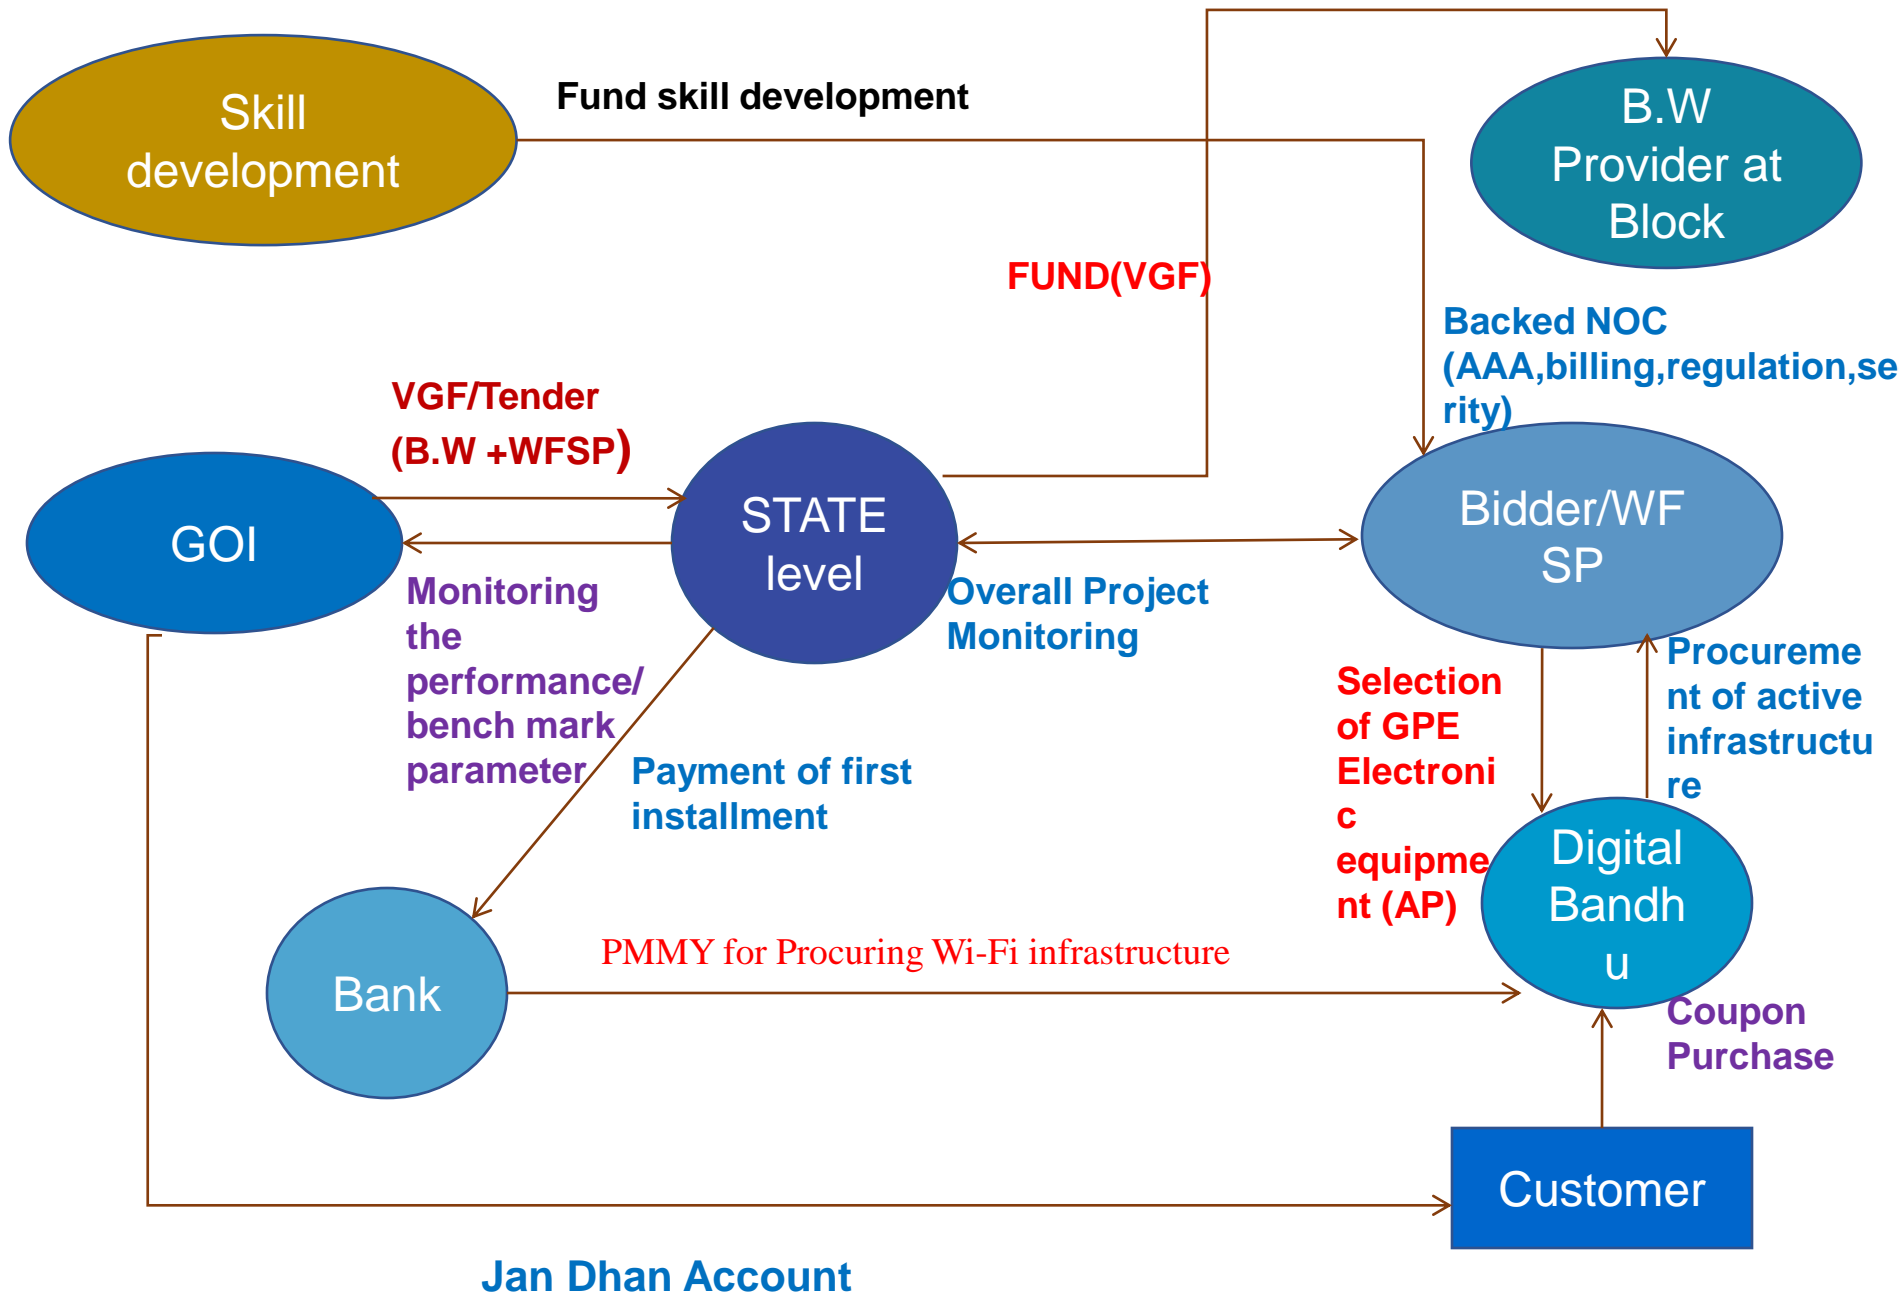 Skill
development
Fund skill development
B.W
Provider at
Block
FUND(VGF)
Backed NOC
(AAA,billing,regulation,se
rity)
VGF/Tender
(B.W +WFSP)
GOI
STATE
level
Bidder/WF
SP
Monitoring
the
performance/
bench mark
parameter
Overall Project
Monitoring
Payment of first
installment
Selection
of GPE
Electroni
c
equipme
nt (AP)
Procureme
nt of active
infrastructu
re
Digital
Bandh
u
Bank
PMMY for Procuring Wi-Fi infrastructure
Coupon
Purchase
Customer
Jan Dhan Account